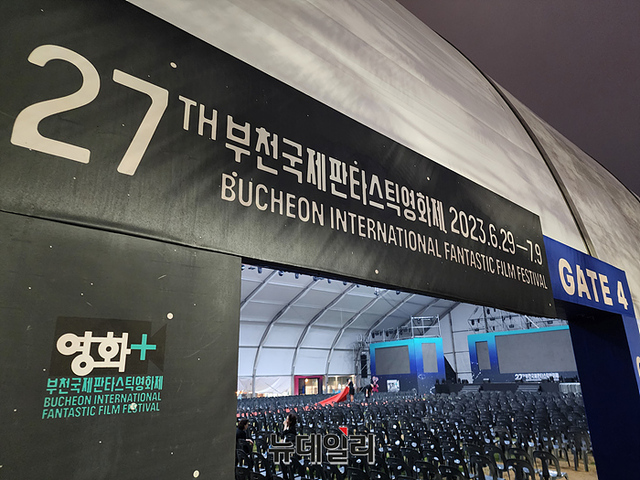 27TH 부천국제판타스틱영화제 2023.6.29—7.9
BUCHEON INTERNATIONAL FANTASTIC FILM FESTIVAL
GATE 4
영화+
부천국제판타스틱영화제
BUCHEON INTERNATIONAL
FANTASTIC FILM FESTIVAL
뉴데일리